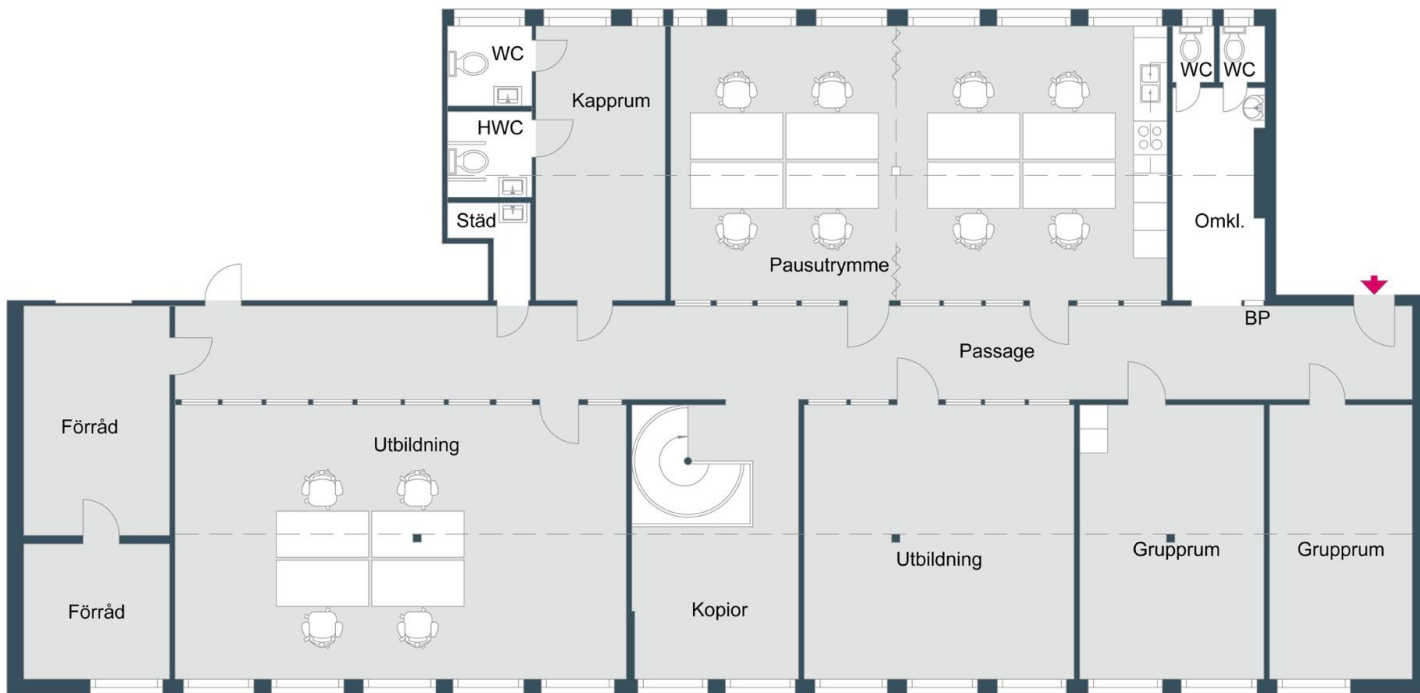 WC
WC
WC
Kapprum
HWC
Städ
Omkl.
Pausutrymme
BP
Passage
Förråd
Utbildning
Utbildning
Grupprum
Grupprum
Förråd
Kopior